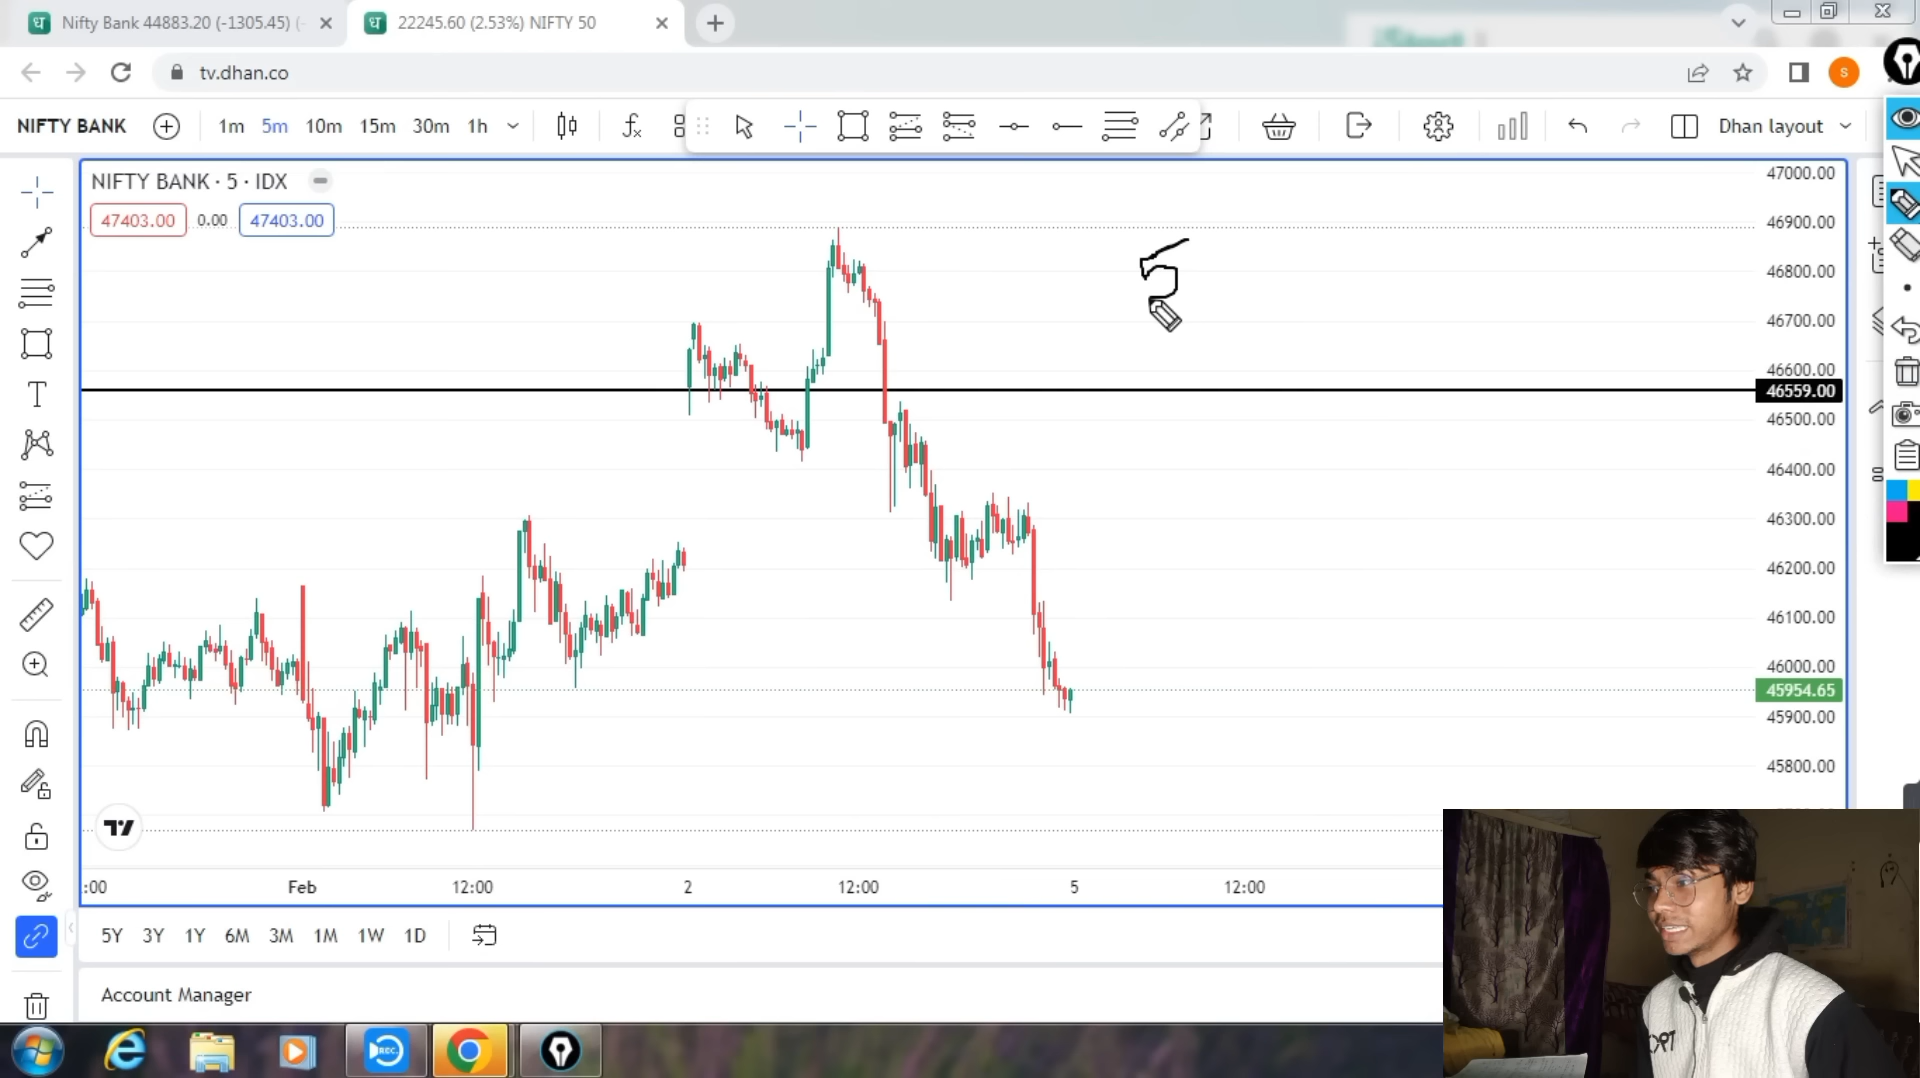 Nifty Bank 44883.20 (-1305.45) (-
22245.60 (2.53%) NIFTY 50
tv.dhan.co
S
NIFTY BANK
1m 5m 10m 15m 30m 1h
Dhan layout
NIFTY BANK · 5 · IDX
47403.00 0.00 47403.00
5
47000.00
46900.00
46800.00
46700.00
46600.00
46559.00
46500.00
46400.00
46300.00
46200.00
46100.00
46000.00
45954.65
45900.00
45800.00
:00 Feb 12:00 2 12:00 5 12:00
5Y 3Y 1Y 6M 3M 1M 1W 1D
Account Manager
REC